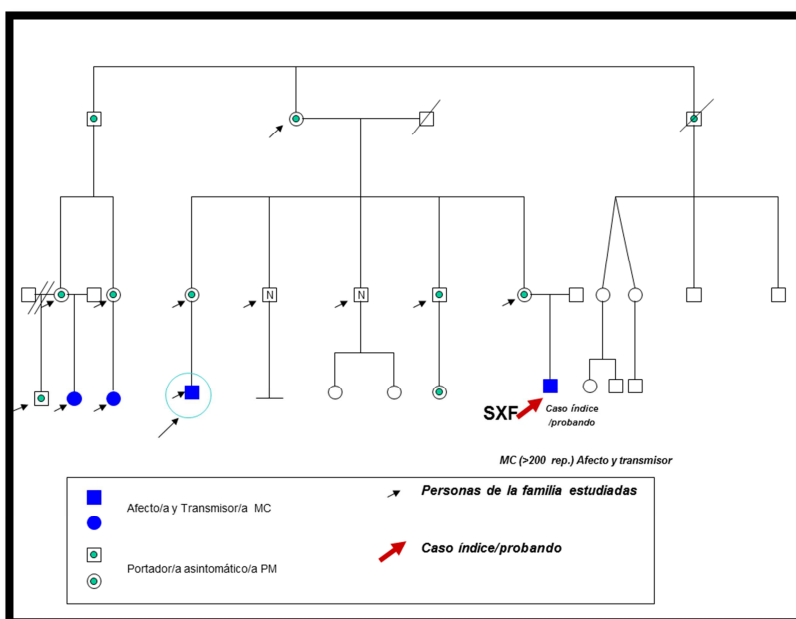 N
N
SXF
Caso índice
/probando
MC (>200 rep.) Afecto y transmisor
Afecto/a y Transmisor/a MC
Personas de la familia estudiadas
Portador/a asintomático/a PM
Caso índice/probando